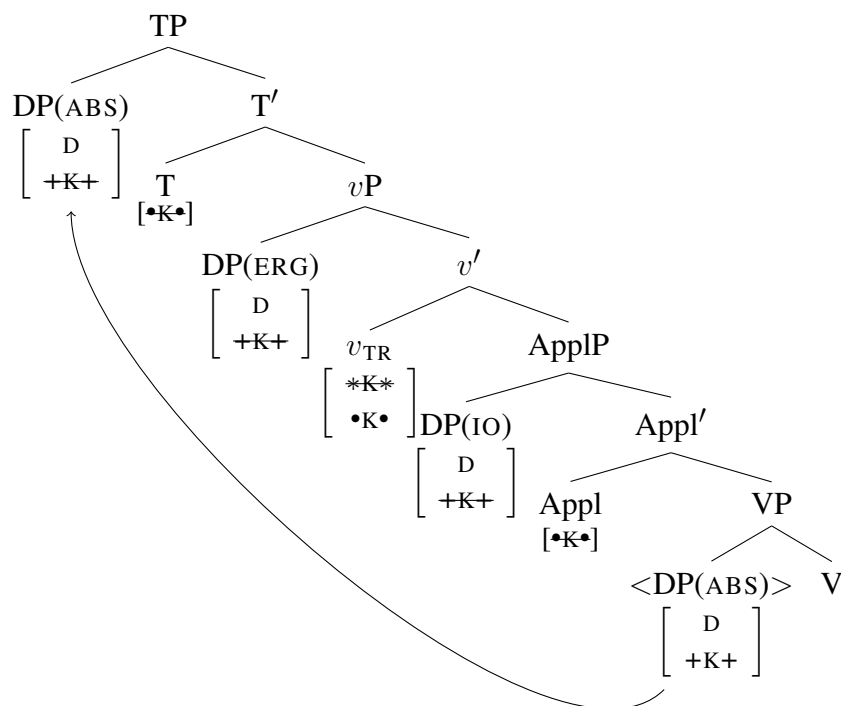 TP
DP(ABS) T′
D
+K+
T vP
[•K•]
DP(ERG) v′
D
+K+
vTR ApplP
*K*
•K•
DP(IO) Appl′
D
+K+
Appl VP
[•K•]
<DP(ABS)> V
D
+K+